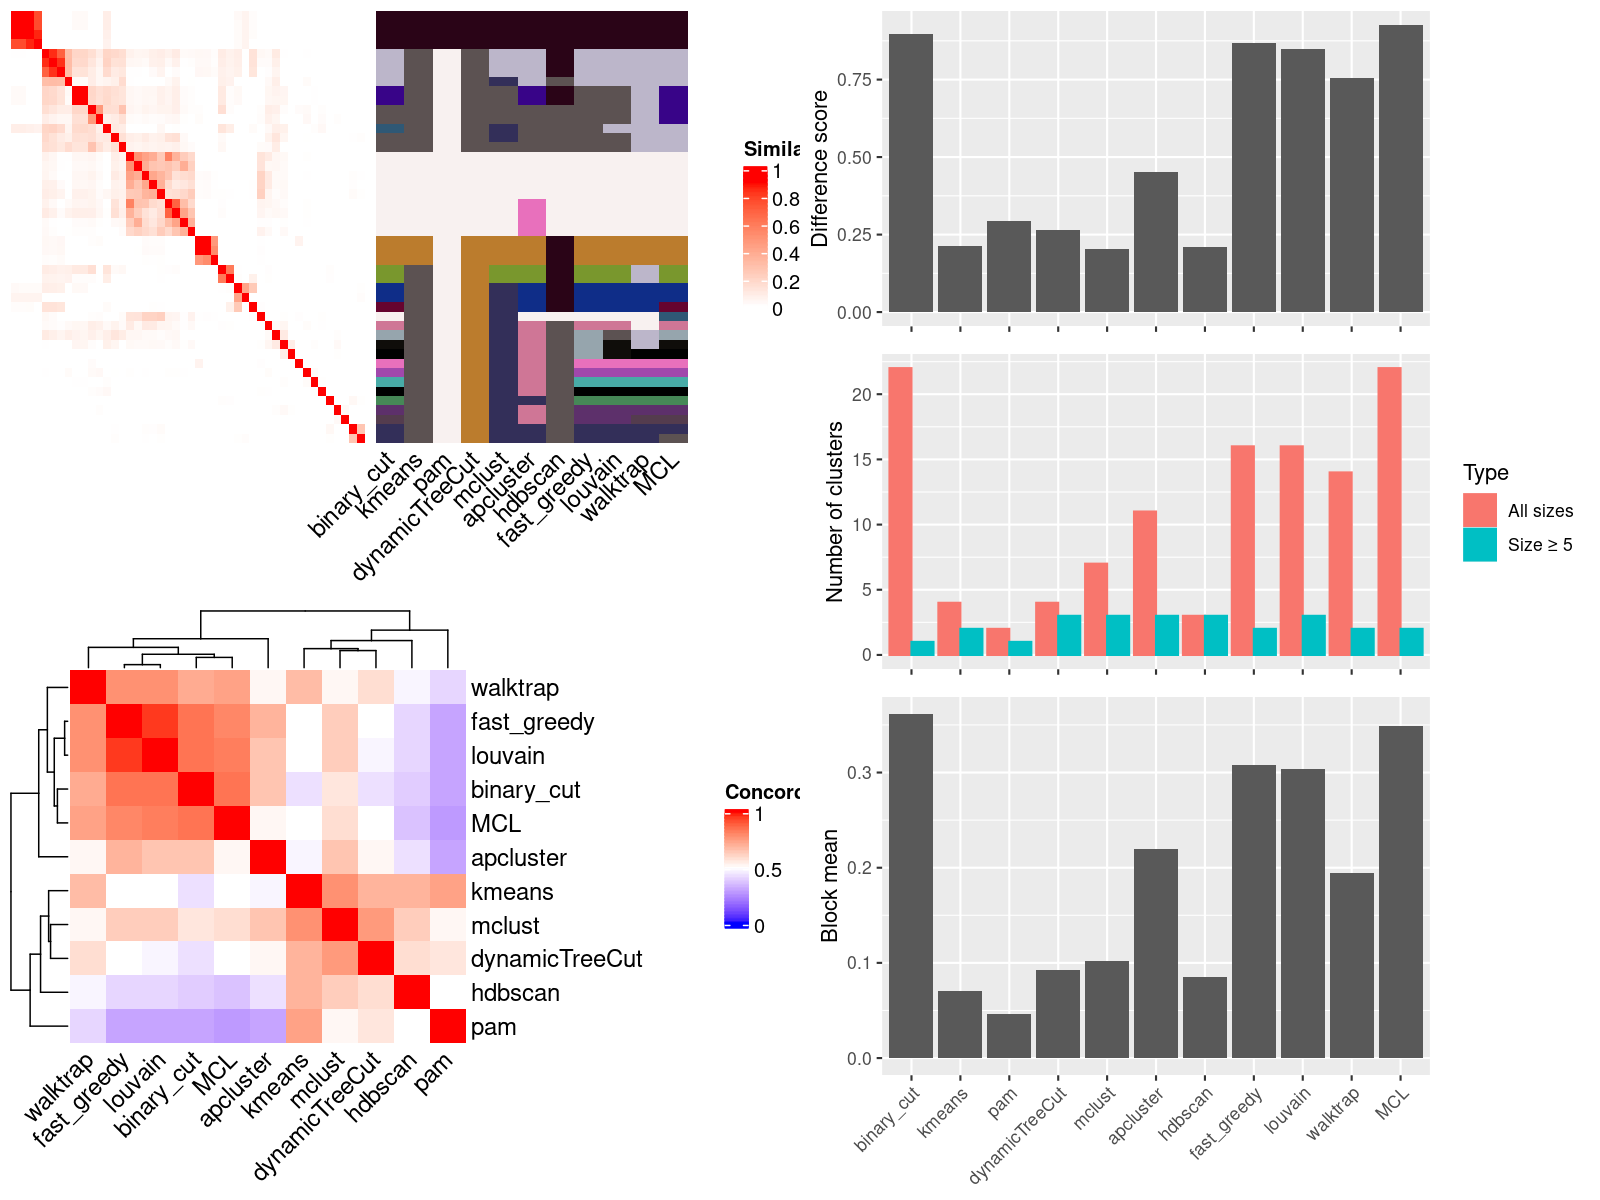 Simila
1
0.8
0.6
0.4
0.2
0
binary_cut
kmeans
pam
dynamicTreeCut
mclust
apcluster
hdbscan
fast_greedy
louvain
walktrap
MCL
walktrap
fast_greedy
louvain
binary_cut
MCL
apcluster
kmeans
mclust
dynamicTreeCut
hdbscan
pam
walktrap
fast_greedy
louvain
binary_cut
MCL
apcluster
kmeans
mclust
dynamicTreeCut
hdbscan
pam
Concord
1
0.5
0
Difference score
0.75
0.50
0.25
0.00
Number of clusters
20
15
10
5
0
Type
All sizes
Size ≥ 5
Block mean
0.3
0.2
0.1
0.0
binary_cut
kmeans
pam
dynamicTreeCut
mclust
apcluster
hdbscan
fast_greedy
louvain
walktrap
MCL